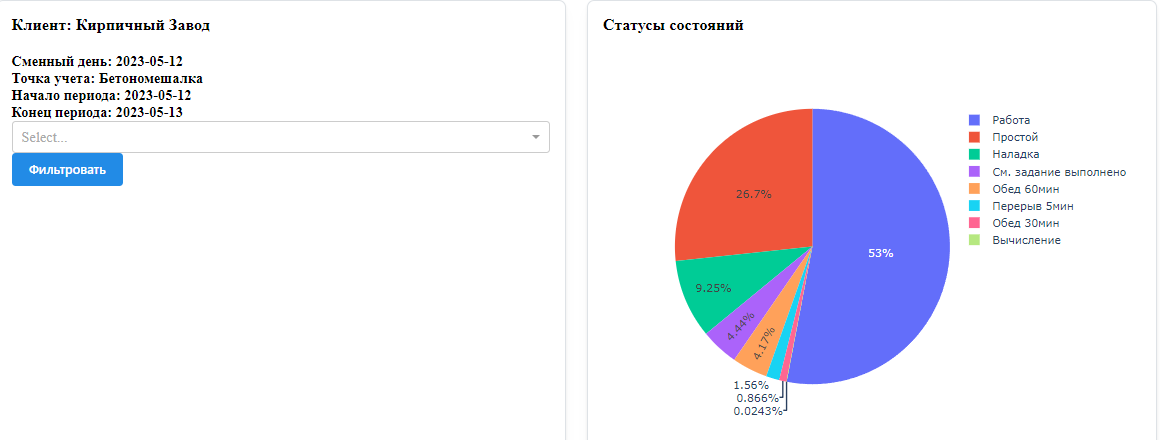 Клиент: Кирпичный Завод
Сменный день: 2023-05-12
Точка учета: Бетономешалка
Начало периода: 2023-05-12
Конец периода: 2023-05-13
Select...
Фильтровать
Статусы состояний
53%
26.7%
9.25%
4.44%
4.17%
1.56%
0.866%
0.0243%
Работа
Простой
Наладка
См. задание выполнено
Обед 60мин
Перерыв 5мин
Обед 30мин
Вычисление